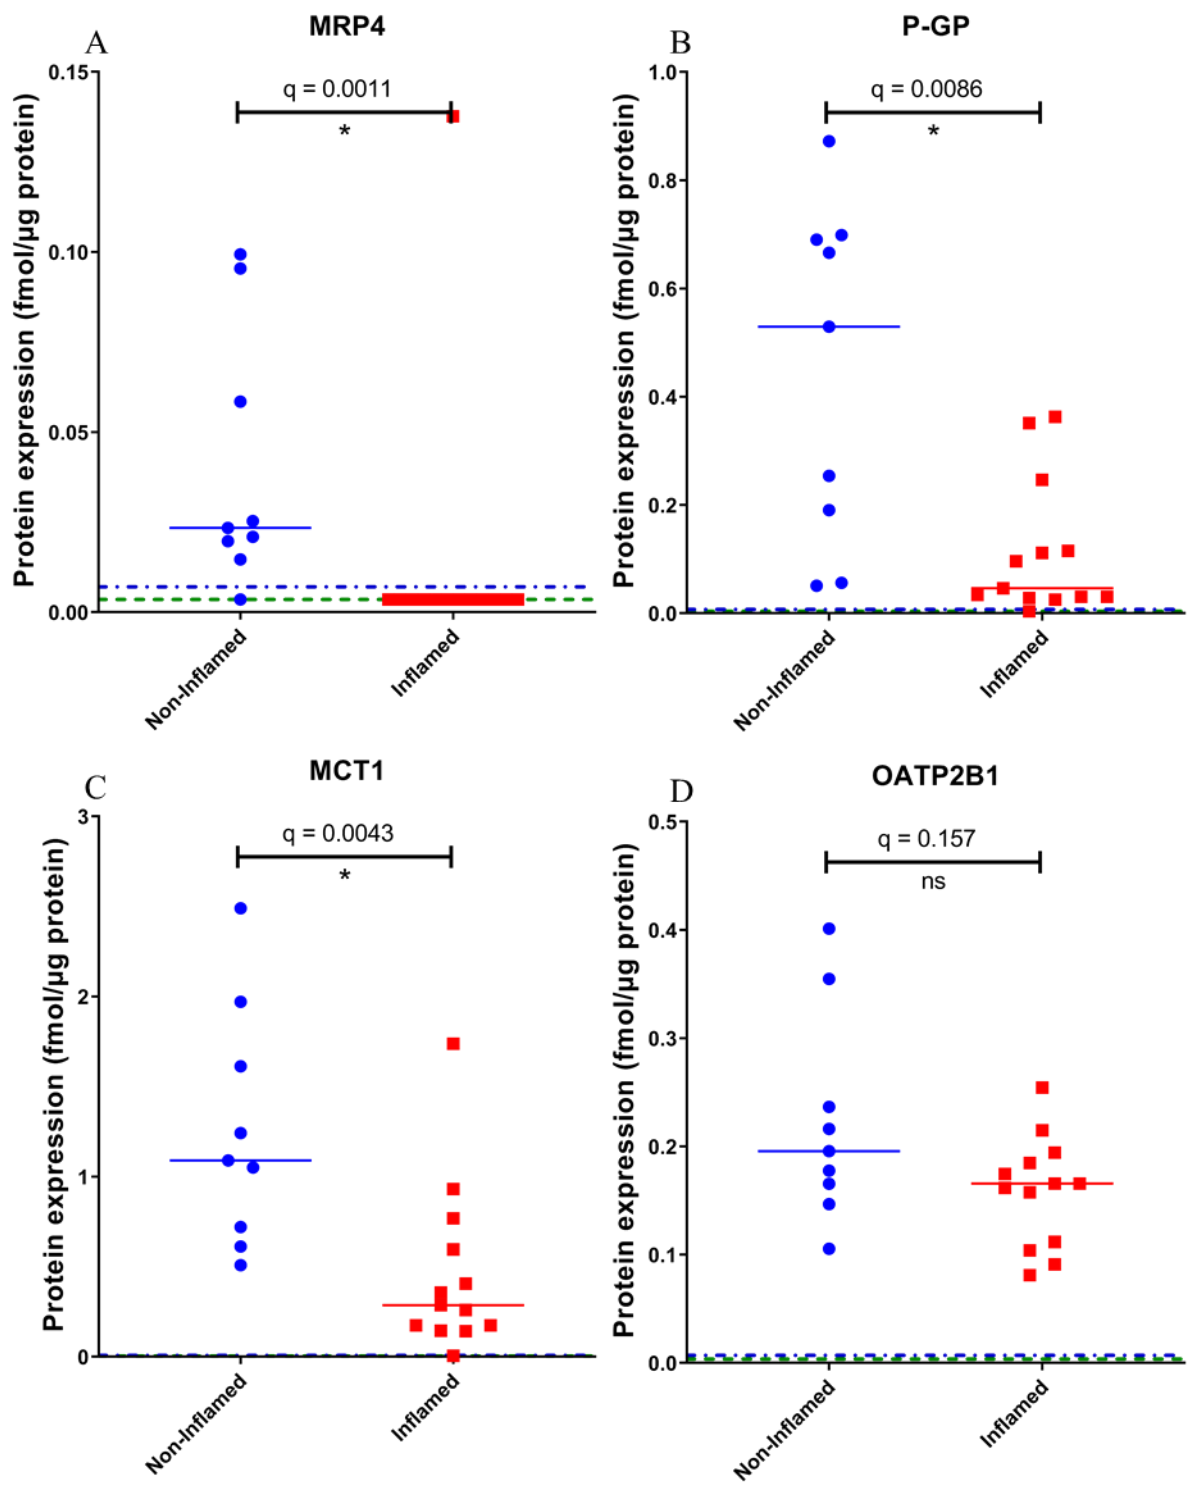 A
MRP4
Protein expression (fmol/µg protein)
0.15
0.10
0.05
0.00
q = 0.0011
*
Non-Inflamed
Inflamed
B
P-GP
Protein expression (fmol/µg protein)
1.0
0.8
0.6
0.4
0.2
0.0
q = 0.0086
*
Non-Inflamed
Inflamed
C
MCT1
Protein expression (fmol/µg protein)
3
2
1
0
q = 0.0043
*
Non-Inflamed
Inflamed
D
OATP2B1
Protein expression (fmol/µg protein)
0.5
0.4
0.3
0.2
0.1
0.0
q = 0.157
ns
Non-Inflamed
Inflamed